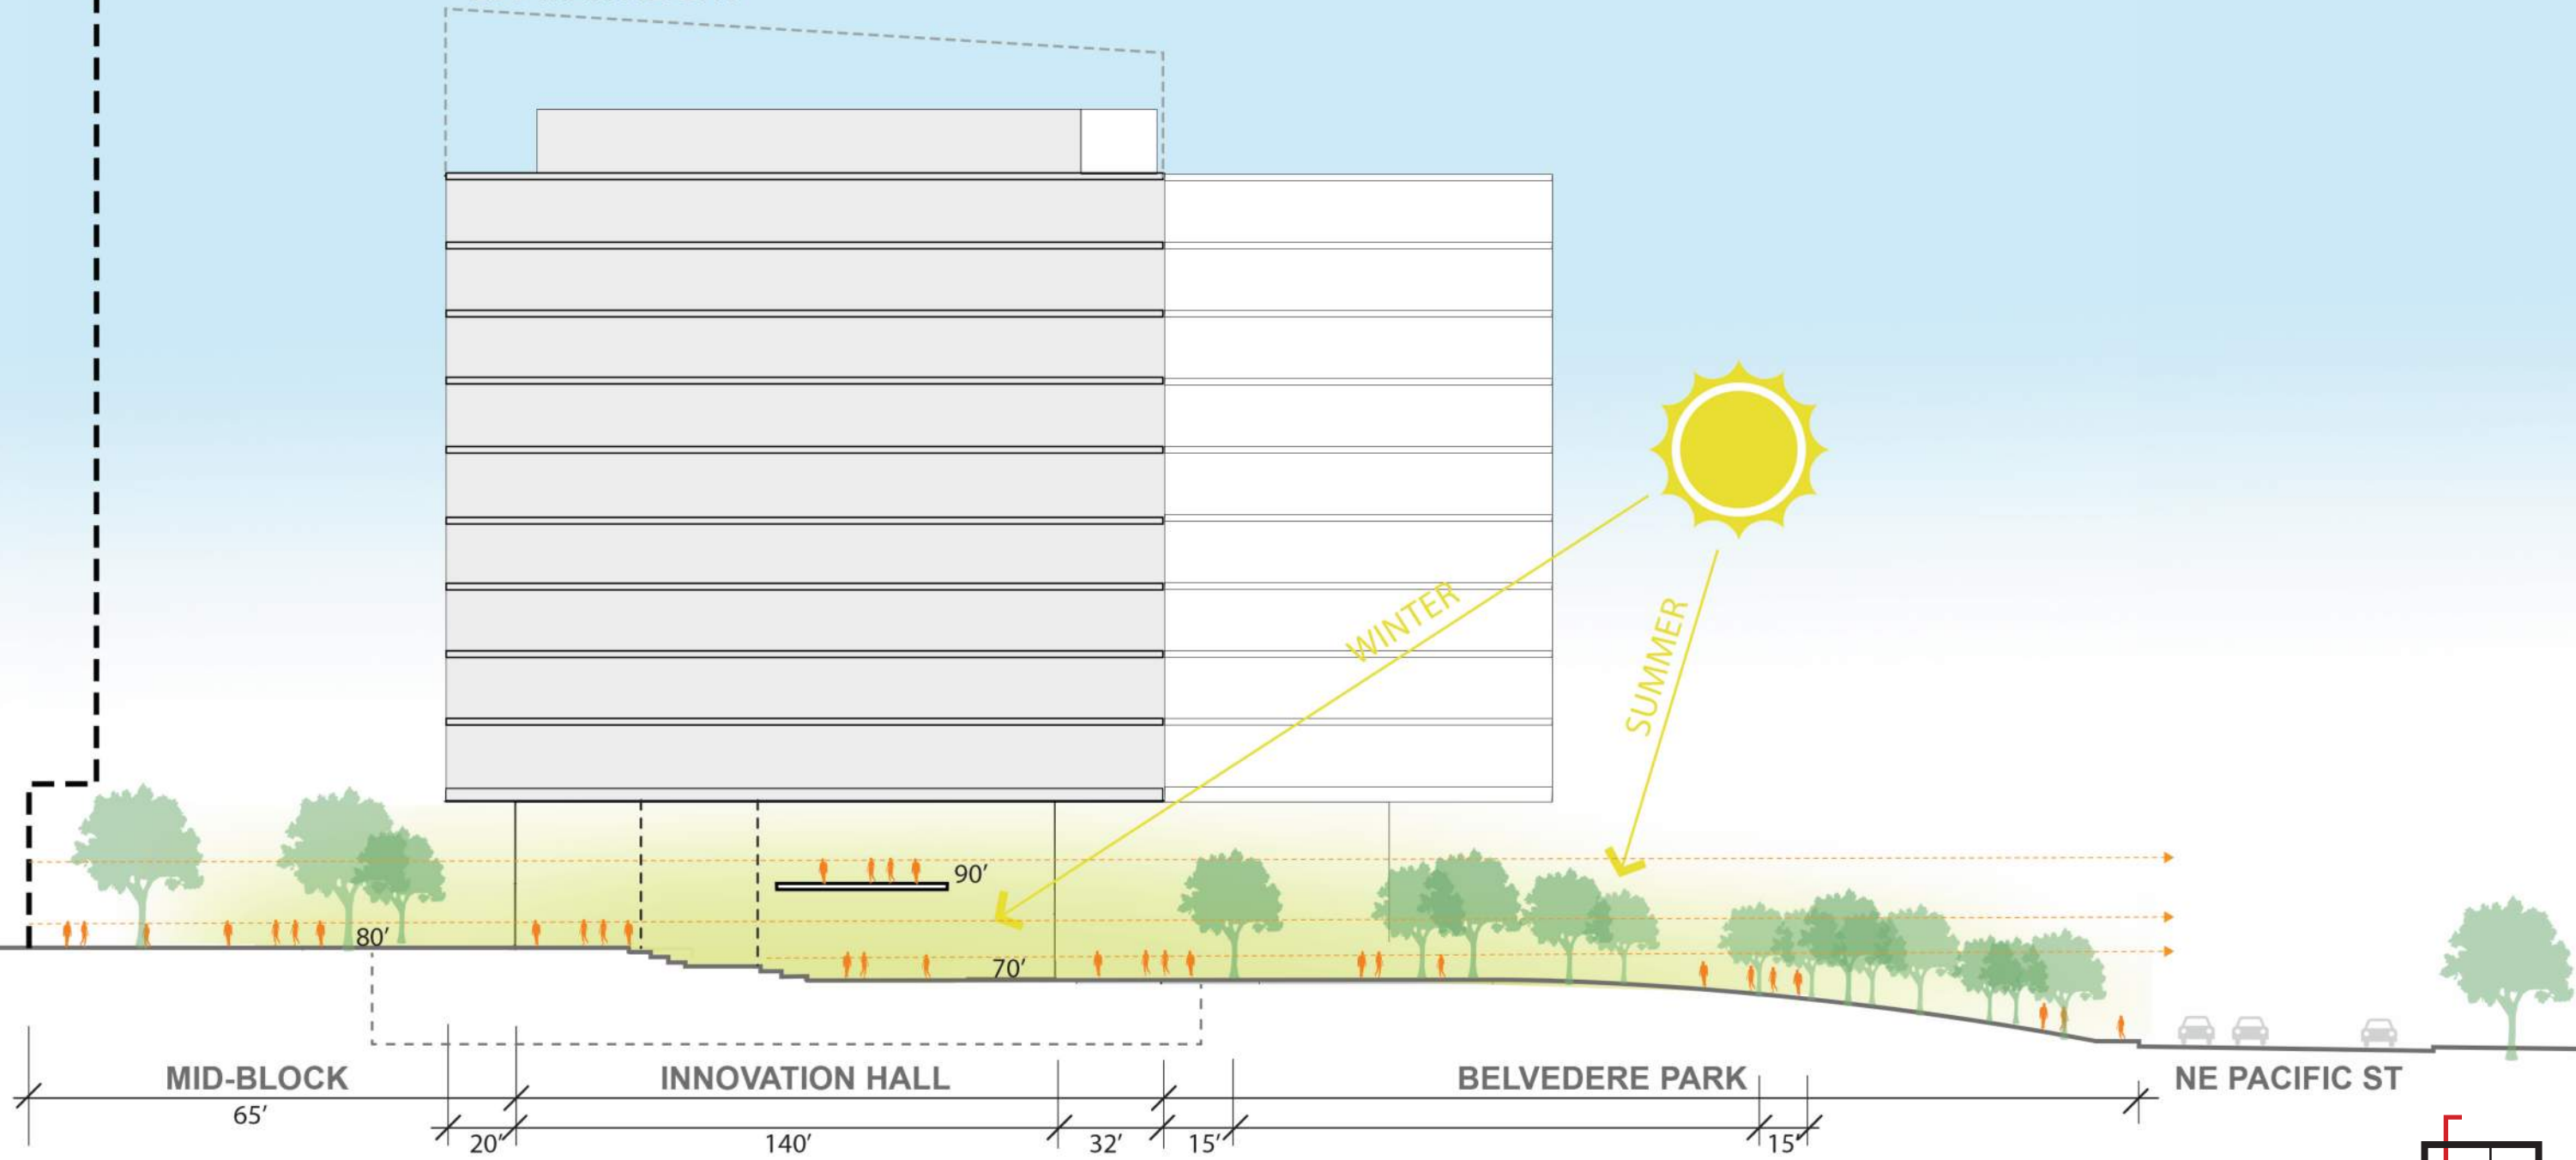 WINTER
SUMMER
90'
80'
70'
MID-BLOCK
INNOVATION HALL
BELVEDERE PARK
NE PACIFIC ST
65'
20'
140'
32'
15'
15'